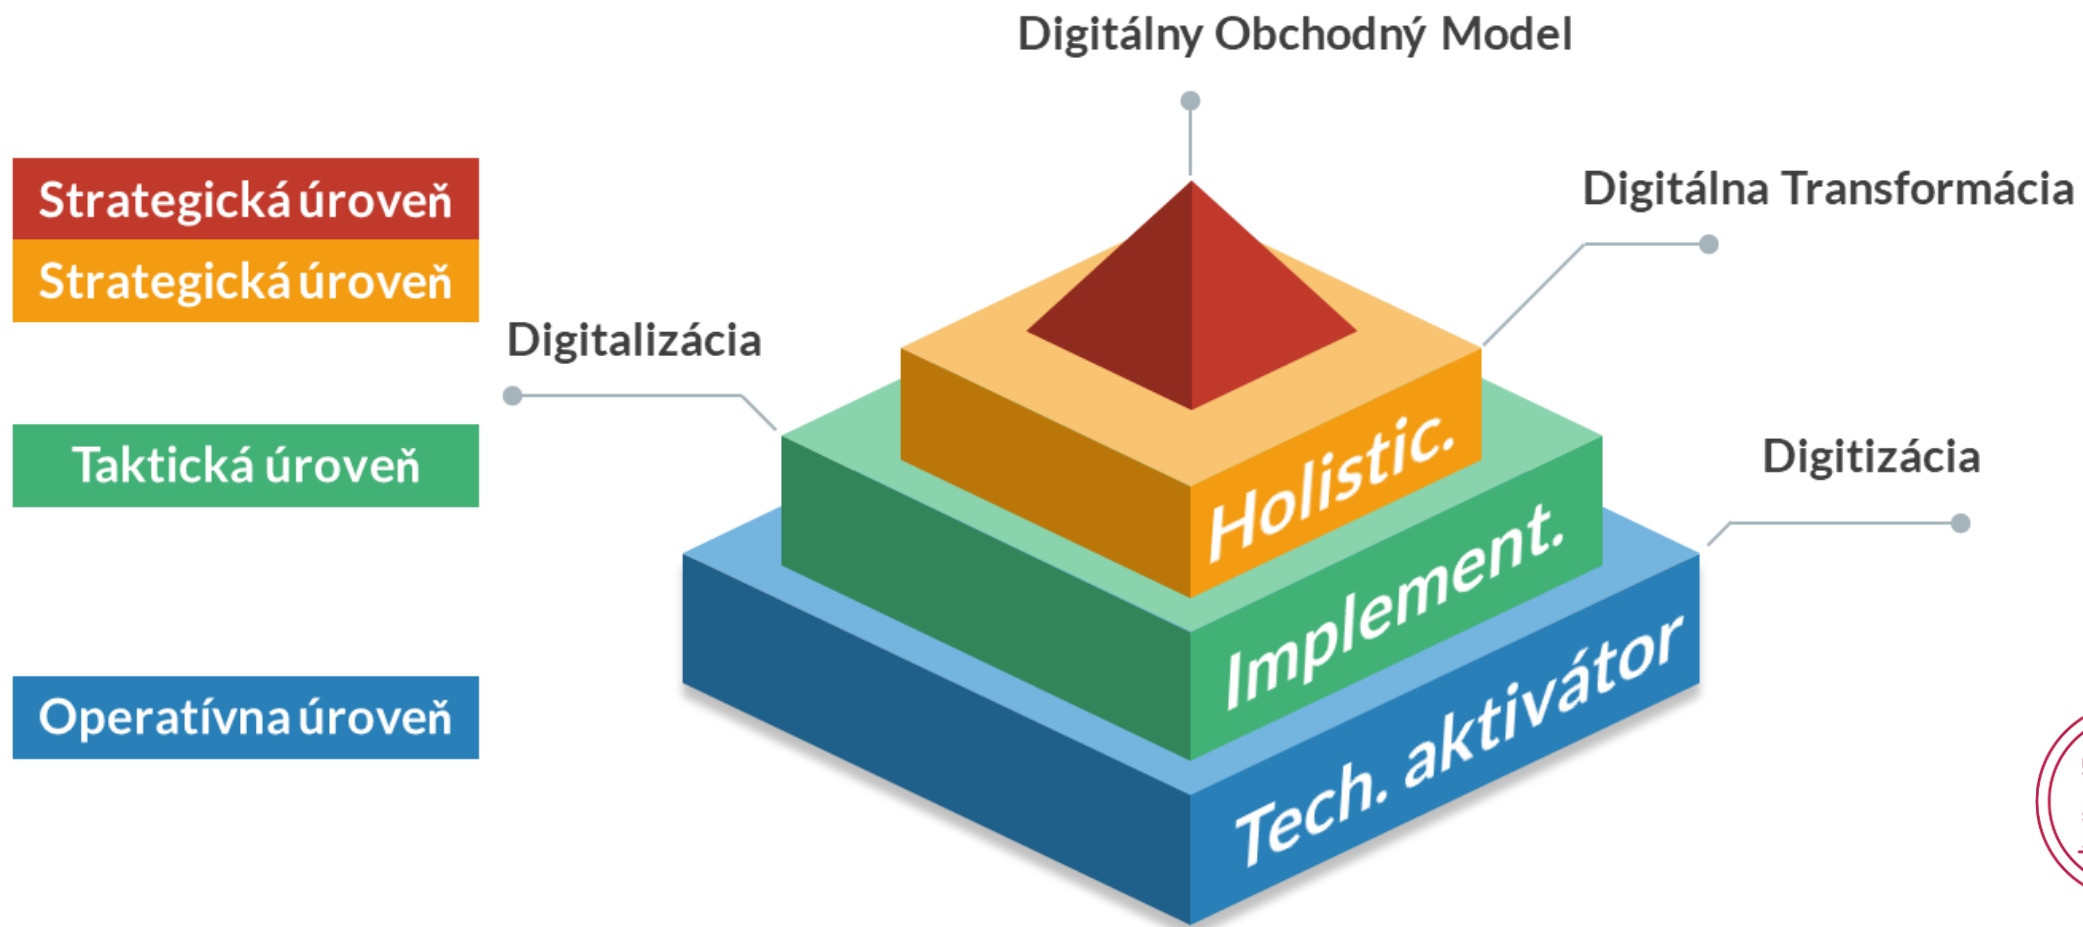 Digitálny Obchodný Model
Digitálna Transformácia
Strategická úroveň
Strategická úroveň
Digitalizácia
Taktická úroveň
Digitizácia
Holistic.
Implement.
Operatívna úroveň
Tech. aktivátor